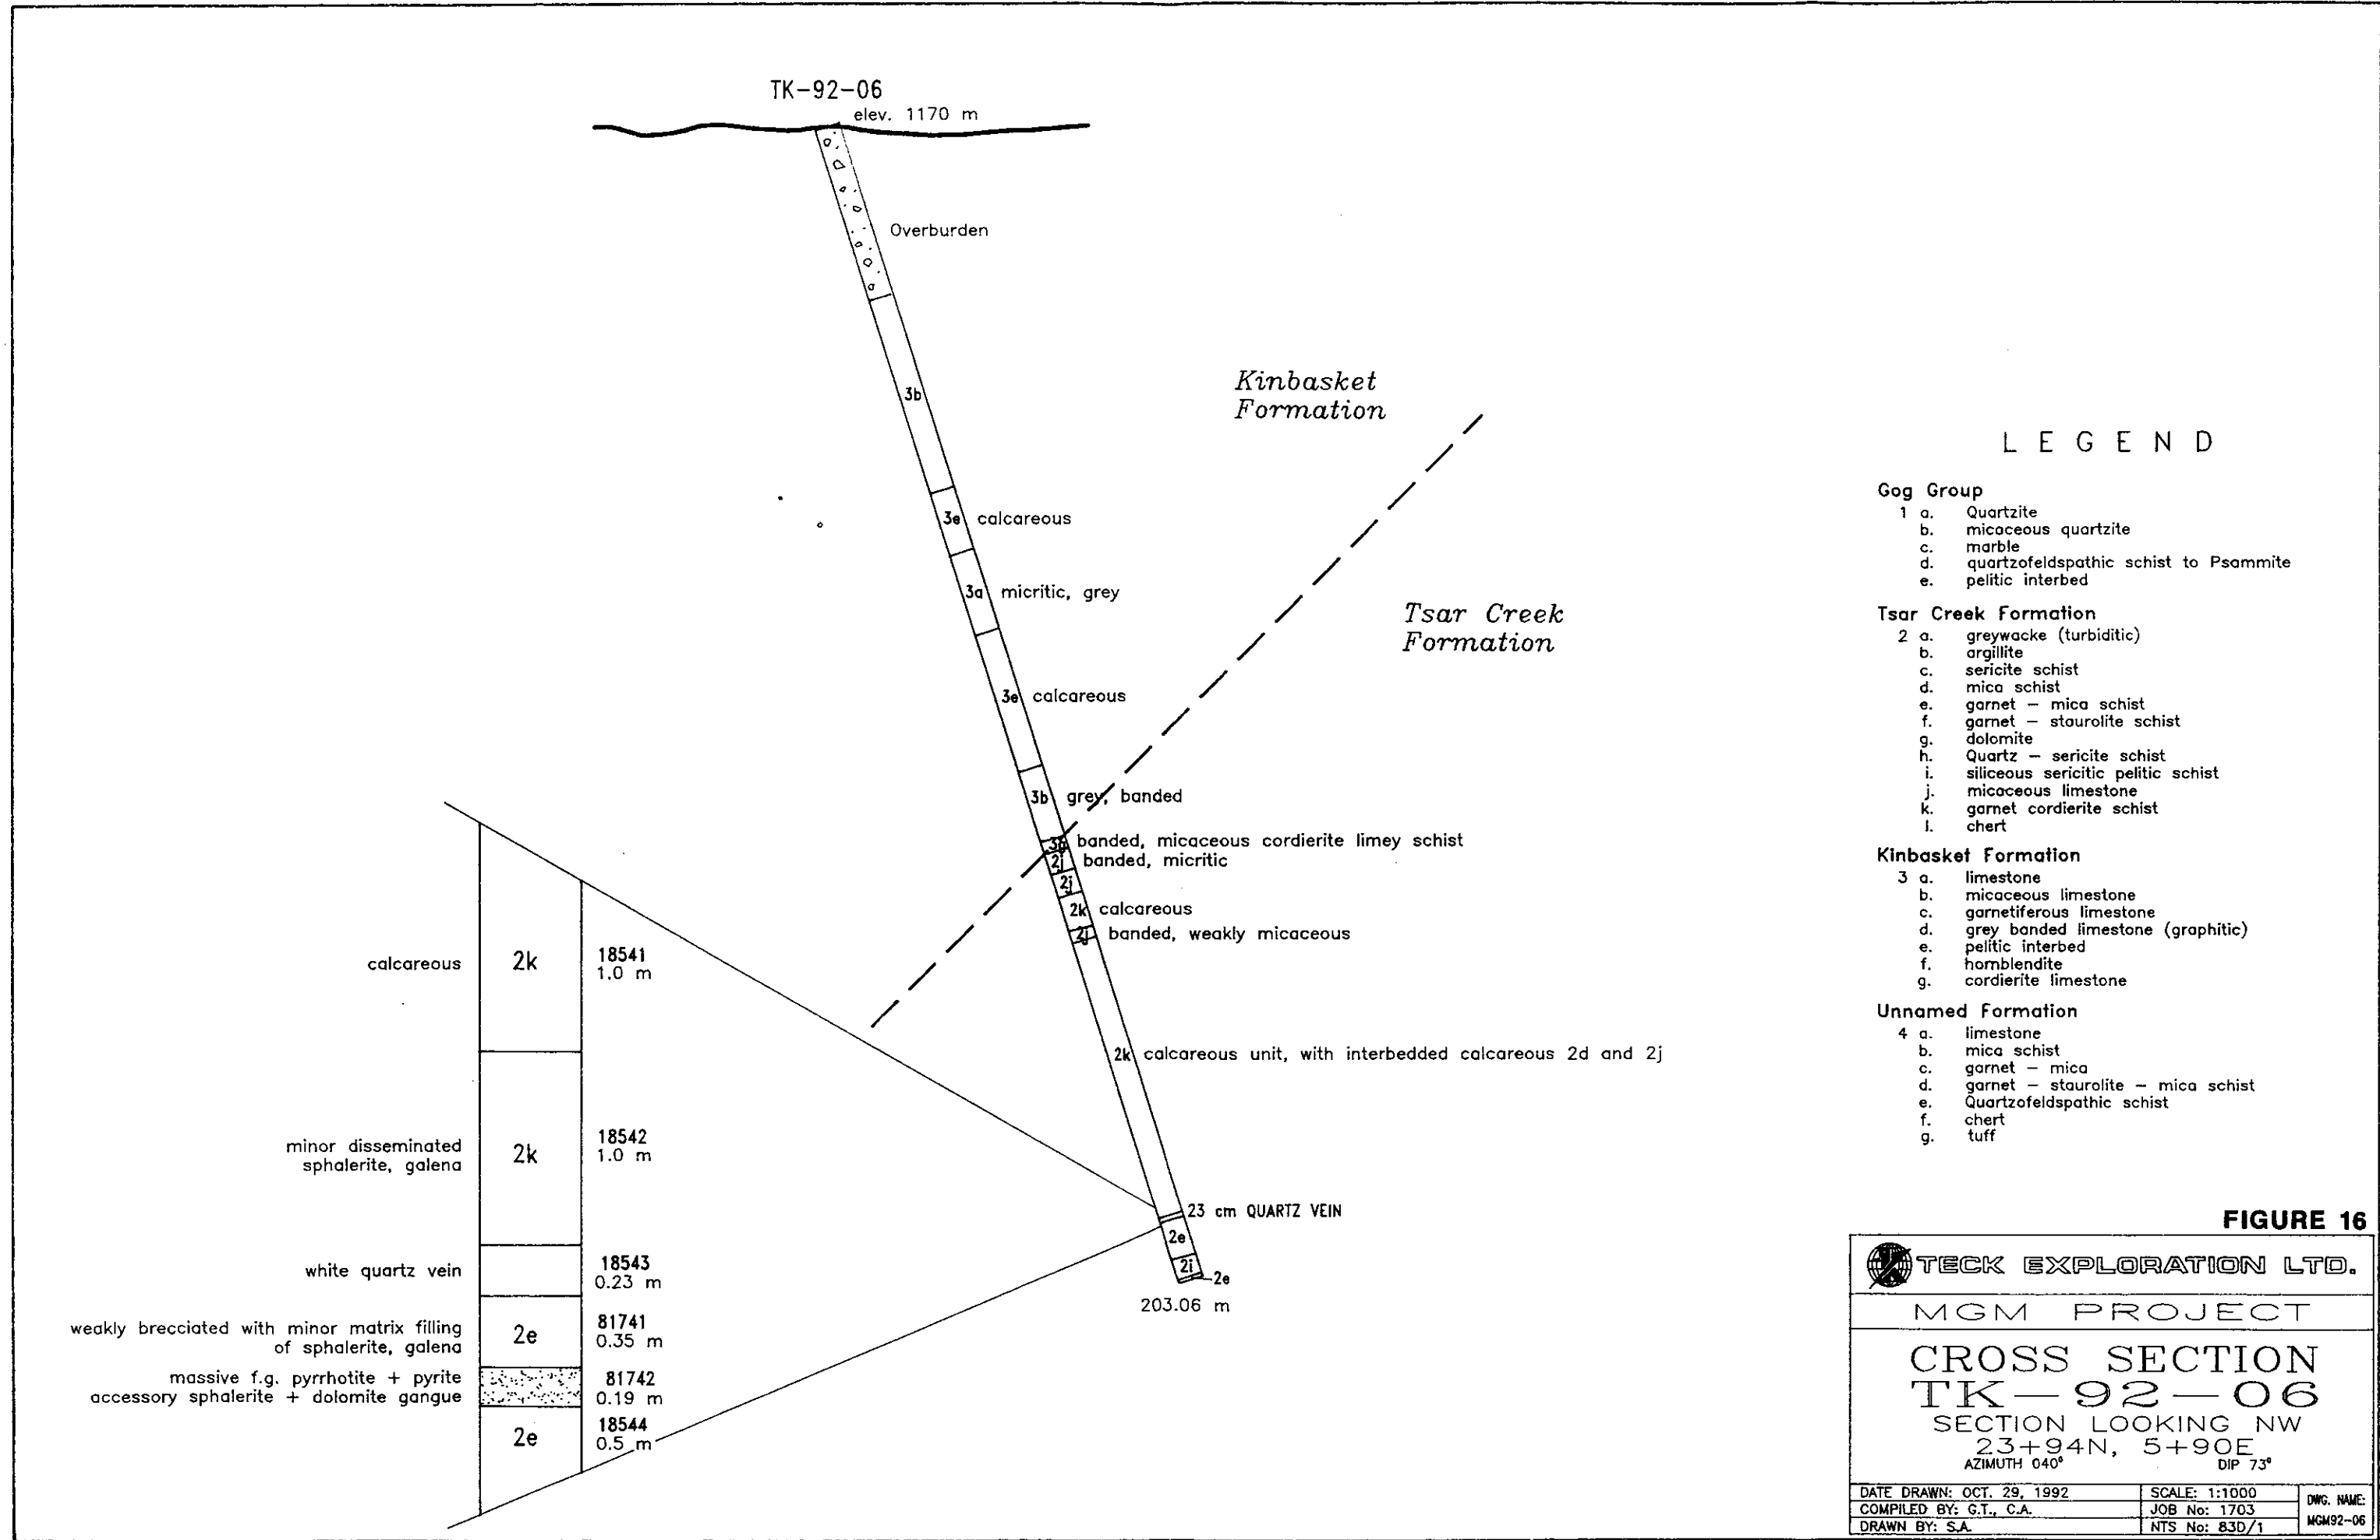 TK-92-06
elev. 1170 m
Overburden
3b
Kinbasket
Formation
3e calcareous
3a micritic, grey
Tsar Creek
Formation
3e calcareous
3b grey, banded
3g banded, micaceous cordierite limey schist
2j banded, micritic
2j
2k calcareous
2j banded, weakly micaceous
2k calcareous unit, with interbedded calcareous 2d and 2j
23 cm QUARTZ VEIN
2e
2i
2e
203.06 m
calcareous
2k
18541
1.0 m
minor disseminated
sphalerite, galena
2k
18542
1.0 m
white quartz vein
18543
0.23 m
weakly brecciated with minor matrix filling
of sphalerite, galena
2e
81741
0.35 m
massive f.g. pyrrhotite + pyrite
accessory sphalerite + dolomite gangue
81742
0.19 m
2e
18544
0.5 m
LEGEND
Gog Group
1 a. Quartzite
b. micaceous quartzite
c. marble
d. quartzofeldspathic schist to Psammite
e. pelitic interbed
Tsar Creek Formation
2 a. greywacke (turbiditic)
b. argillite
c. sericite schist
d. mica schist
e. garnet – mica schist
f. garnet – staurolite schist
g. dolomite
h. Quartz – sericite schist
i. siliceous sericitic pelitic schist
j. micaceous limestone
k. garnet cordierite schist
l. chert
Kinbasket Formation
3 a. limestone
b. micaceous limestone
c. garnetiferous limestone
d. grey banded limestone (graphitic)
e. pelitic interbed
f. hornblendite
g. cordierite limestone
Unnamed Formation
4 a. limestone
b. mica schist
c. garnet – mica
d. garnet – staurolite – mica schist
e. Quartzofeldspathic schist
f. chert
g. tuff
FIGURE 16
TECK EXPLORATION LTD.
MGM PROJECT
CROSS SECTION
TK-92-06
SECTION LOOKING NW
23+94N, 5+90E
AZIMUTH 040° DIP 73°
DATE DRAWN: OCT. 29, 1992
SCALE: 1:1000
COMPILED BY: G.T., C.A.
JOB No: 1703
DRAWN BY: S.A.
NTS No: 83D/1
DWG. NAME:
MGM92-06